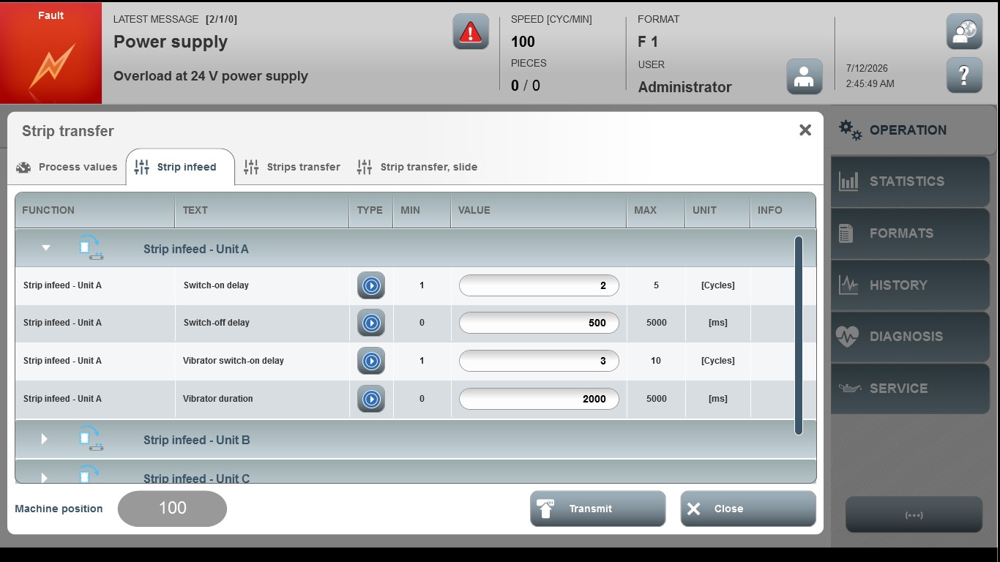 Fault
LATEST MESSAGE [2/1/0]
Power supply
Overload at 24 V power supply
SPEED [CYC/MIN]
100
PIECES
0 / 0
FORMAT
F 1
USER
Administrator
7/12/2026
2:45:49 AM
?
Strip transfer
Process values
Strip infeed
Strips transfer
Strip transfer, slide
FUNCTION TEXT TYPE MIN VALUE MAX UNIT INFO
Strip infeed - Unit A
Strip infeed - Unit A Switch-on delay 1 2 5 [Cycles]
Strip infeed - Unit A Switch-off delay 0 500 5000 [ms]
Strip infeed - Unit A Vibrator switch-on delay 1 3 10 [Cycles]
Strip infeed - Unit A Vibrator duration 0 2000 5000 [ms]
Strip infeed - Unit B
Strip infeed - Unit C
Machine position 100
Transmit
Close
OPERATION
STATISTICS
FORMATS
HISTORY
DIAGNOSIS
SERVICE
(...)